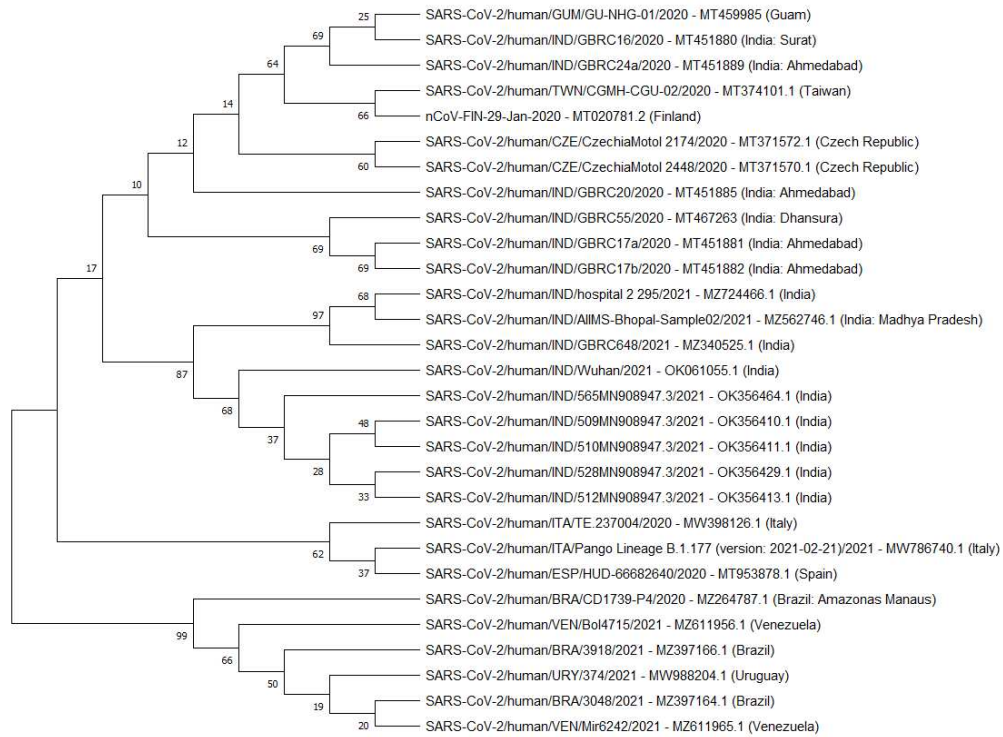 25
SARS-CoV-2/human/GUM/GU-NHG-01/2020 - MT459985 (Guam)
69
SARS-CoV-2/human/IND/GBRC16/2020 - MT451880 (India: Surat)
64
SARS-CoV-2/human/IND/GBRC24a/2020 - MT451889 (India: Ahmedabad)
14
SARS-CoV-2/human/TWN/CGMH-CGU-02/2020 - MT374101.1 (Taiwan)
66
nCoV-FIN-29-Jan-2020 - MT020781.2 (Finland)
12
SARS-CoV-2/human/CZE/CzechiaMotol 2174/2020 - MT371572.1 (Czech Republic)
60
SARS-CoV-2/human/CZE/CzechiaMotol 2448/2020 - MT371570.1 (Czech Republic)
10
SARS-CoV-2/human/IND/GBRC20/2020 - MT451885 (India: Ahmedabad)
SARS-CoV-2/human/IND/GBRC55/2020 - MT467263 (India: Dhansura)
69
SARS-CoV-2/human/IND/GBRC17a/2020 - MT451881 (India: Ahmedabad)
17
69
SARS-CoV-2/human/IND/GBRC17b/2020 - MT451882 (India: Ahmedabad)
68
SARS-CoV-2/human/IND/hospital 2 295/2021 - MZ724466.1 (India)
97
SARS-CoV-2/human/IND/AIIMS-Bhopal-Sample02/2021 - MZ562746.1 (India: Madhya Pradesh)
SARS-CoV-2/human/IND/GBRC648/2021 - MZ340525.1 (India)
87
SARS-CoV-2/human/IND/Wuhan/2021 - OK061055.1 (India)
68
SARS-CoV-2/human/IND/565MN908947.3/2021 - OK356464.1 (India)
48
SARS-CoV-2/human/IND/509MN908947.3/2021 - OK356410.1 (India)
37
SARS-CoV-2/human/IND/510MN908947.3/2021 - OK356411.1 (India)
28
SARS-CoV-2/human/IND/528MN908947.3/2021 - OK356429.1 (India)
33
SARS-CoV-2/human/IND/512MN908947.3/2021 - OK356413.1 (India)
SARS-CoV-2/human/ITA/TE.237004/2020 - MW398126.1 (Italy)
62
SARS-CoV-2/human/ITA/Pango Lineage B.1.177 (version: 2021-02-21)/2021 - MW786740.1 (Italy)
37
SARS-CoV-2/human/ESP/HUD-66682640/2020 - MT953878.1 (Spain)
SARS-CoV-2/human/BRA/CD1739-P4/2020 - MZ264787.1 (Brazil: Amazonas Manaus)
99
SARS-CoV-2/human/VEN/Bol4715/2021 - MZ611956.1 (Venezuela)
66
SARS-CoV-2/human/BRA/3918/2021 - MZ397166.1 (Brazil)
50
SARS-CoV-2/human/URY/374/2021 - MW988204.1 (Uruguay)
19
SARS-CoV-2/human/BRA/3048/2021 - MZ397164.1 (Brazil)
20
SARS-CoV-2/human/VEN/Mir6242/2021 - MZ611965.1 (Venezuela)